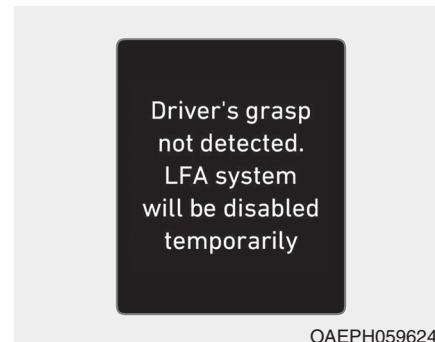 Driver's grasp
not detected.
LFA system
will be disabled
temporarily
OAEPH059624